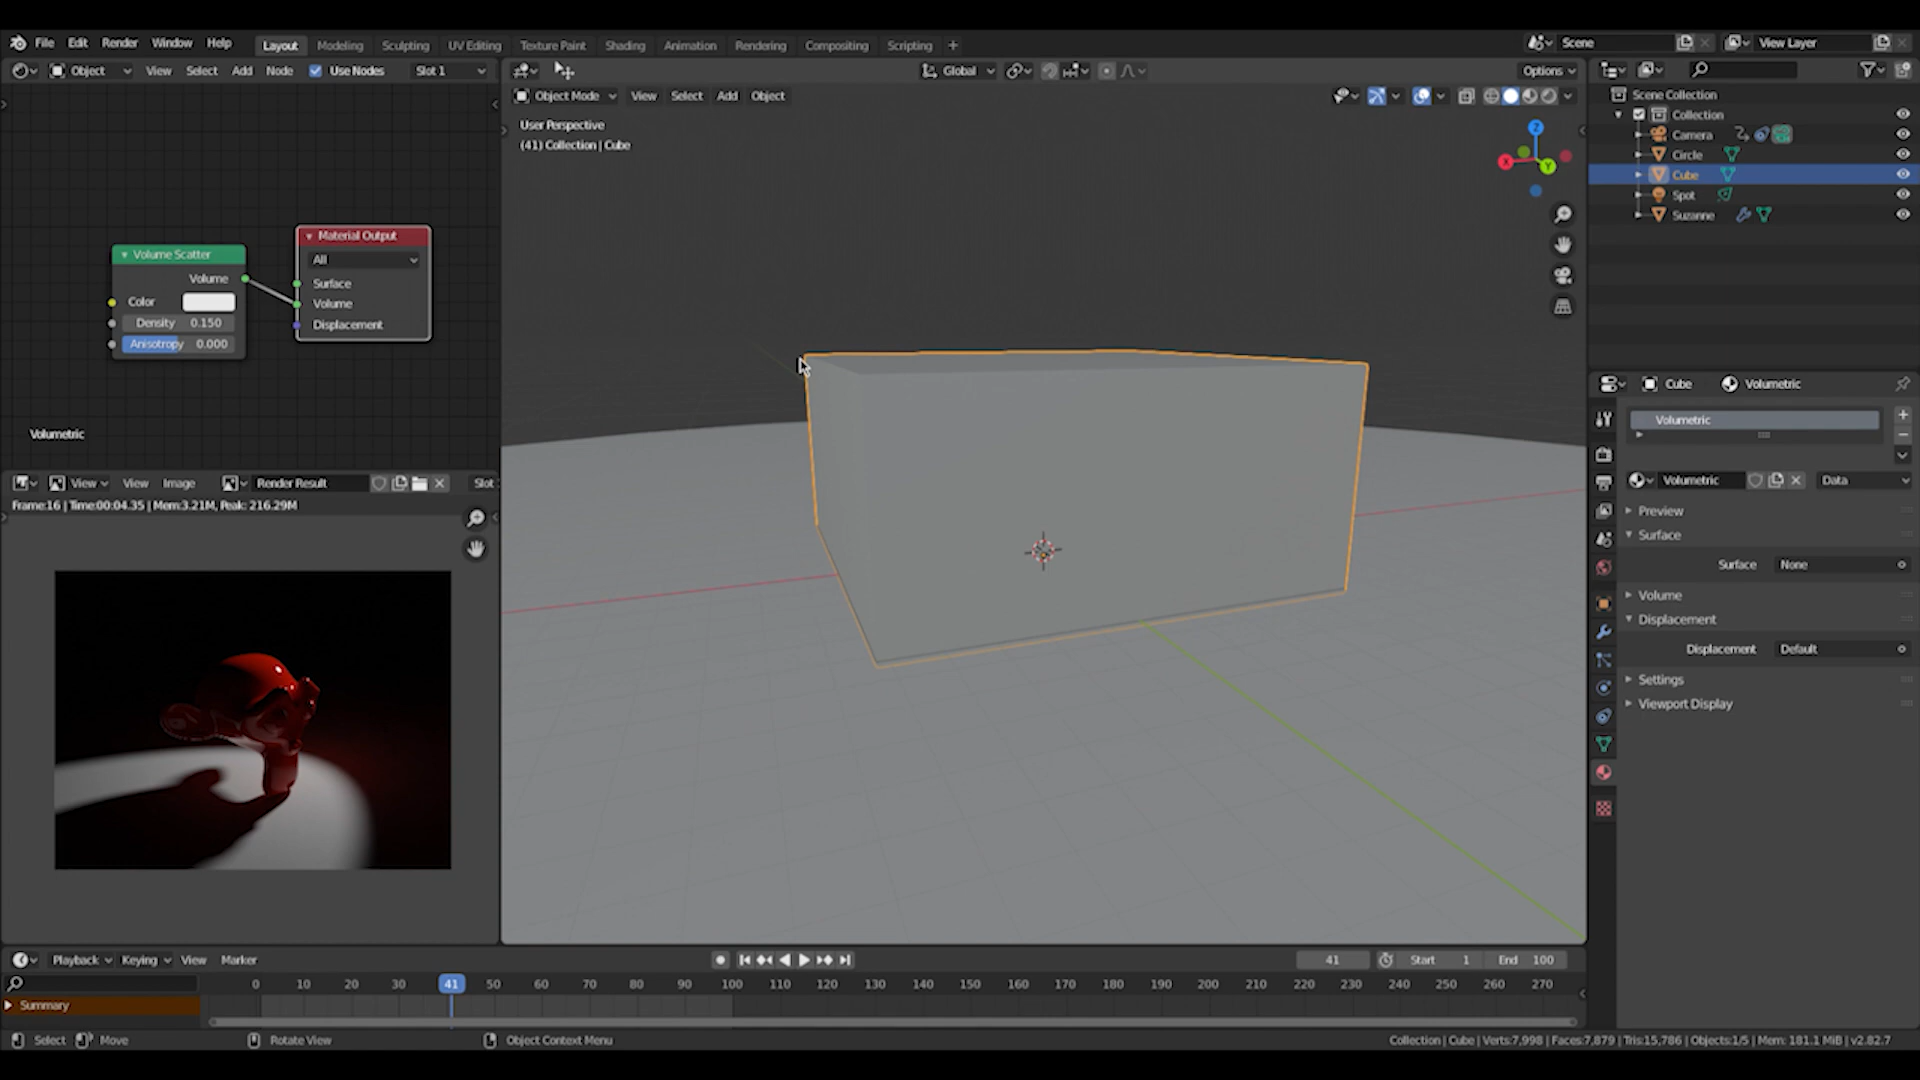 File Edit Render Window Help Layout Modeling Sculpting UV Editing Texture Paint Shading Animation Rendering Compositing Scripting + Scene View Layer
Object View Select Add Node Use Nodes Slot 1 Global Options
Object Mode View Select Add Object
User Perspective
(41) Collection | Cube
Z
X
Y
Scene Collection
Collection
Camera
Circle
Cube
Spot
Suzanne
Volume Scatter
Volume
Color
Density 0.150
Anisotropy 0.000
Material Output
All
Surface
Volume
Displacement
Volumetric
View View Image Render Result Slot
Frame:16 | Time:00:04.35 | Mem:3.21M, Peak: 216.29M
Cube Volumetric
Volumetric
Volumetric Data
Preview
Surface
Surface None
Volume
Displacement
Displacement Default
Settings
Viewport Display
Playback Keying View Marker 41 Start 1 End 100
0 10 20 30 41 50 60 70 80 90 100 110 120 130 140 150 160 170 180 190 200 210 220 230 240 250 260 270
Summary
Select Move Rotate View Object Context Menu Collection | Cube | Verts:7,998 | Faces:7,879 | Tris:15,786 | Objects:1/5 | Mem: 181.1 MiB | v2.82.7